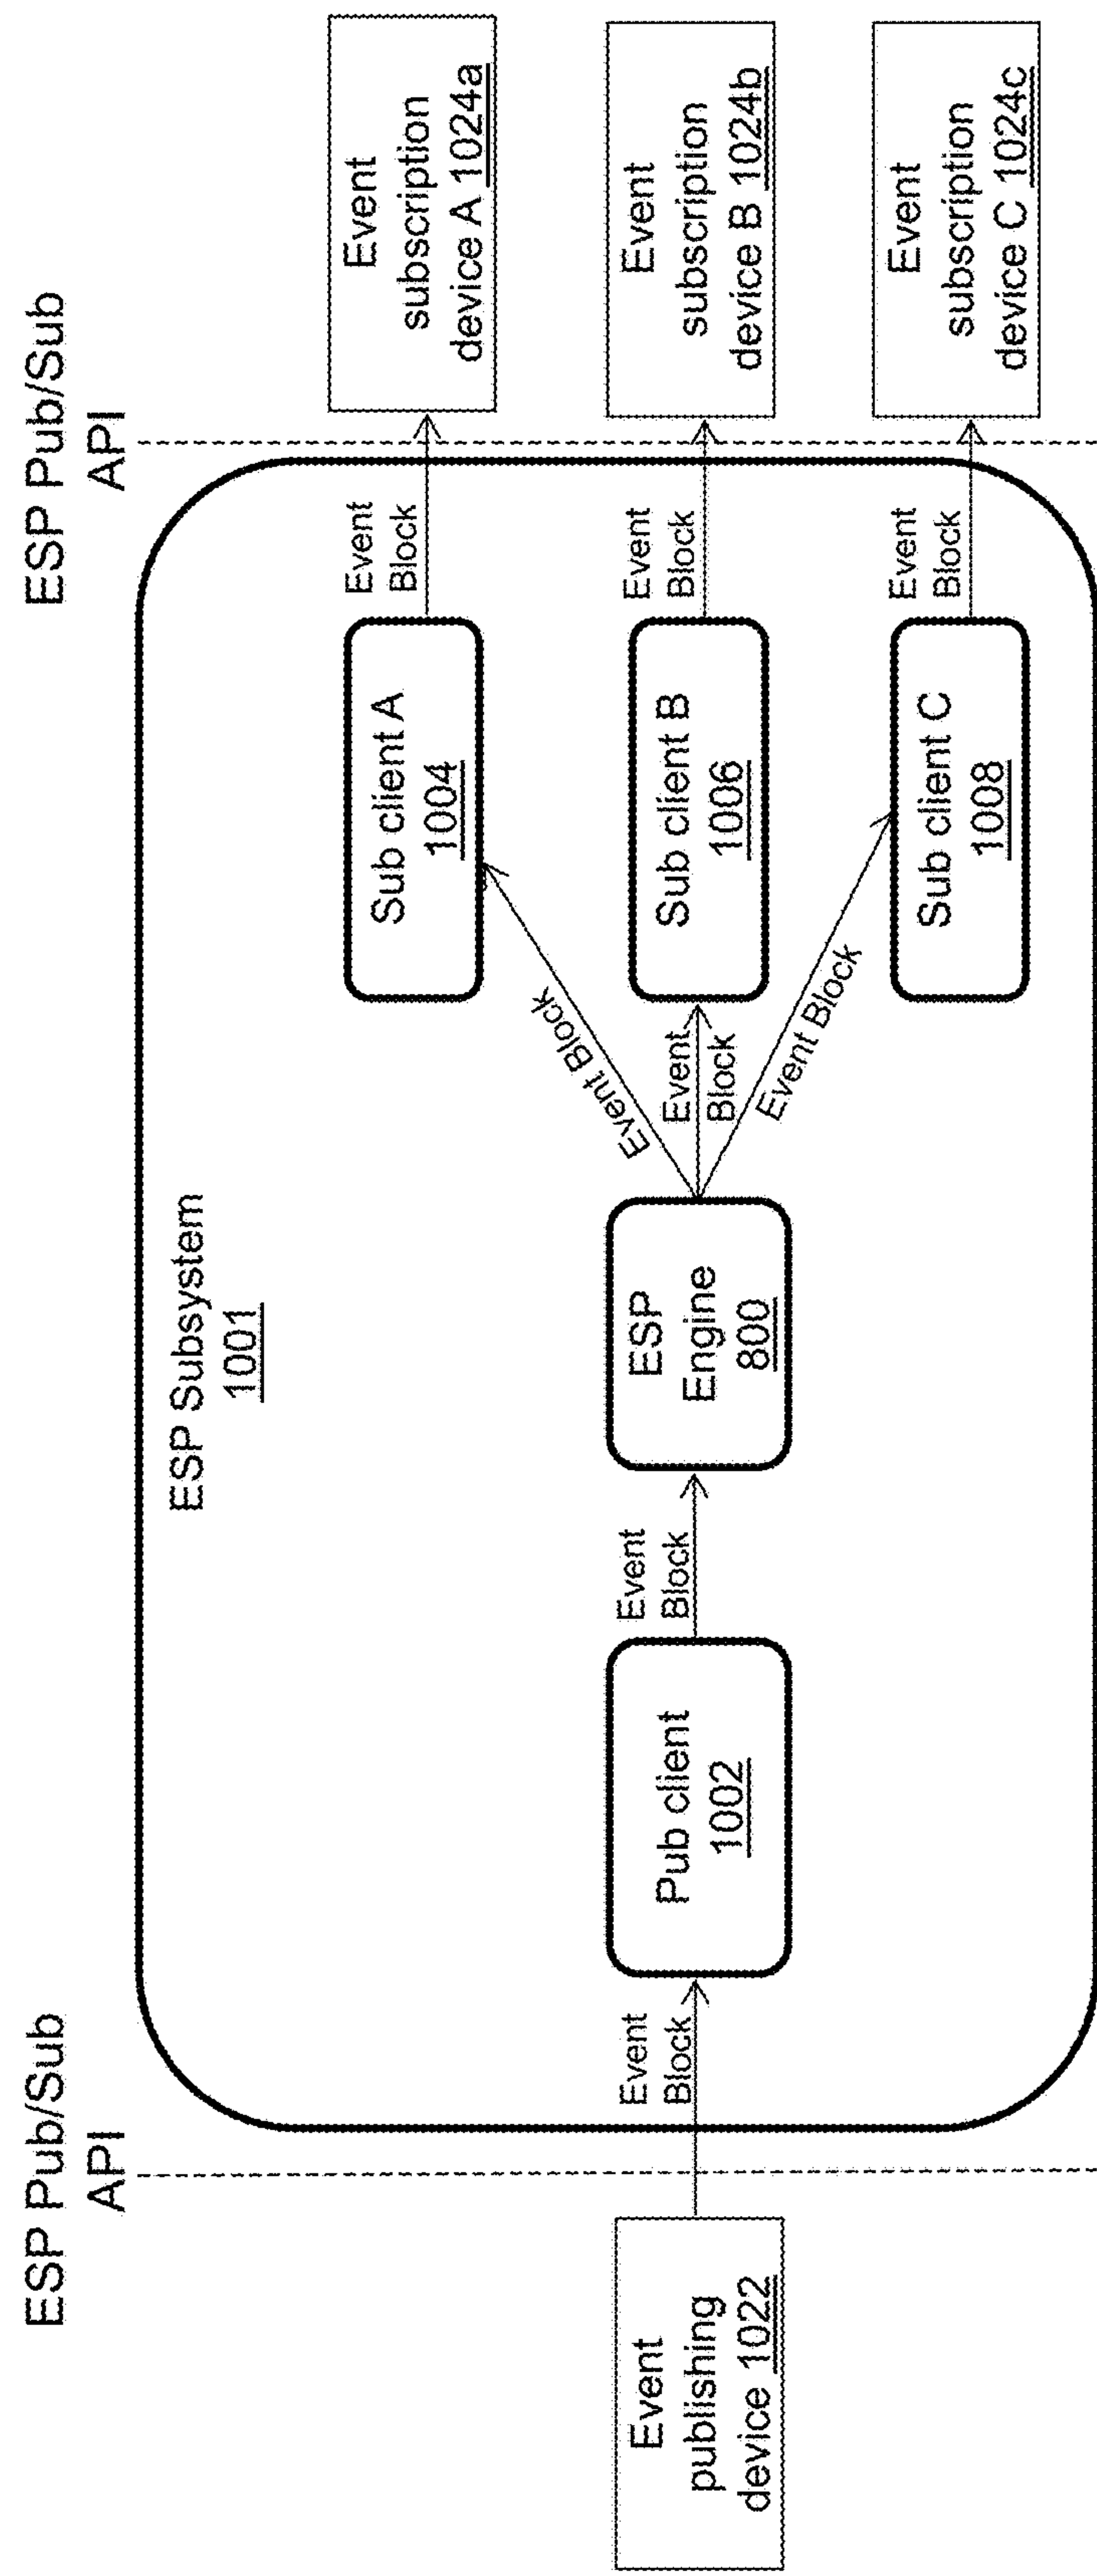 ESP Pub/Sub
API
ESP Pub/Sub
API
ESP Subsystem
1001
Event
publishing
device 1022
Event
Block
Pub client
1002
Event
Block
ESP
Engine
800
Event Block
Event
Block
Event Block
Sub client A
1004
Event
Block
Event
subscription
device A 1024a
Sub client B
1006
Event
Block
Event
subscription
device B 1024b
Sub client C
1008
Event
Block
Event
subscription
device C 1024c